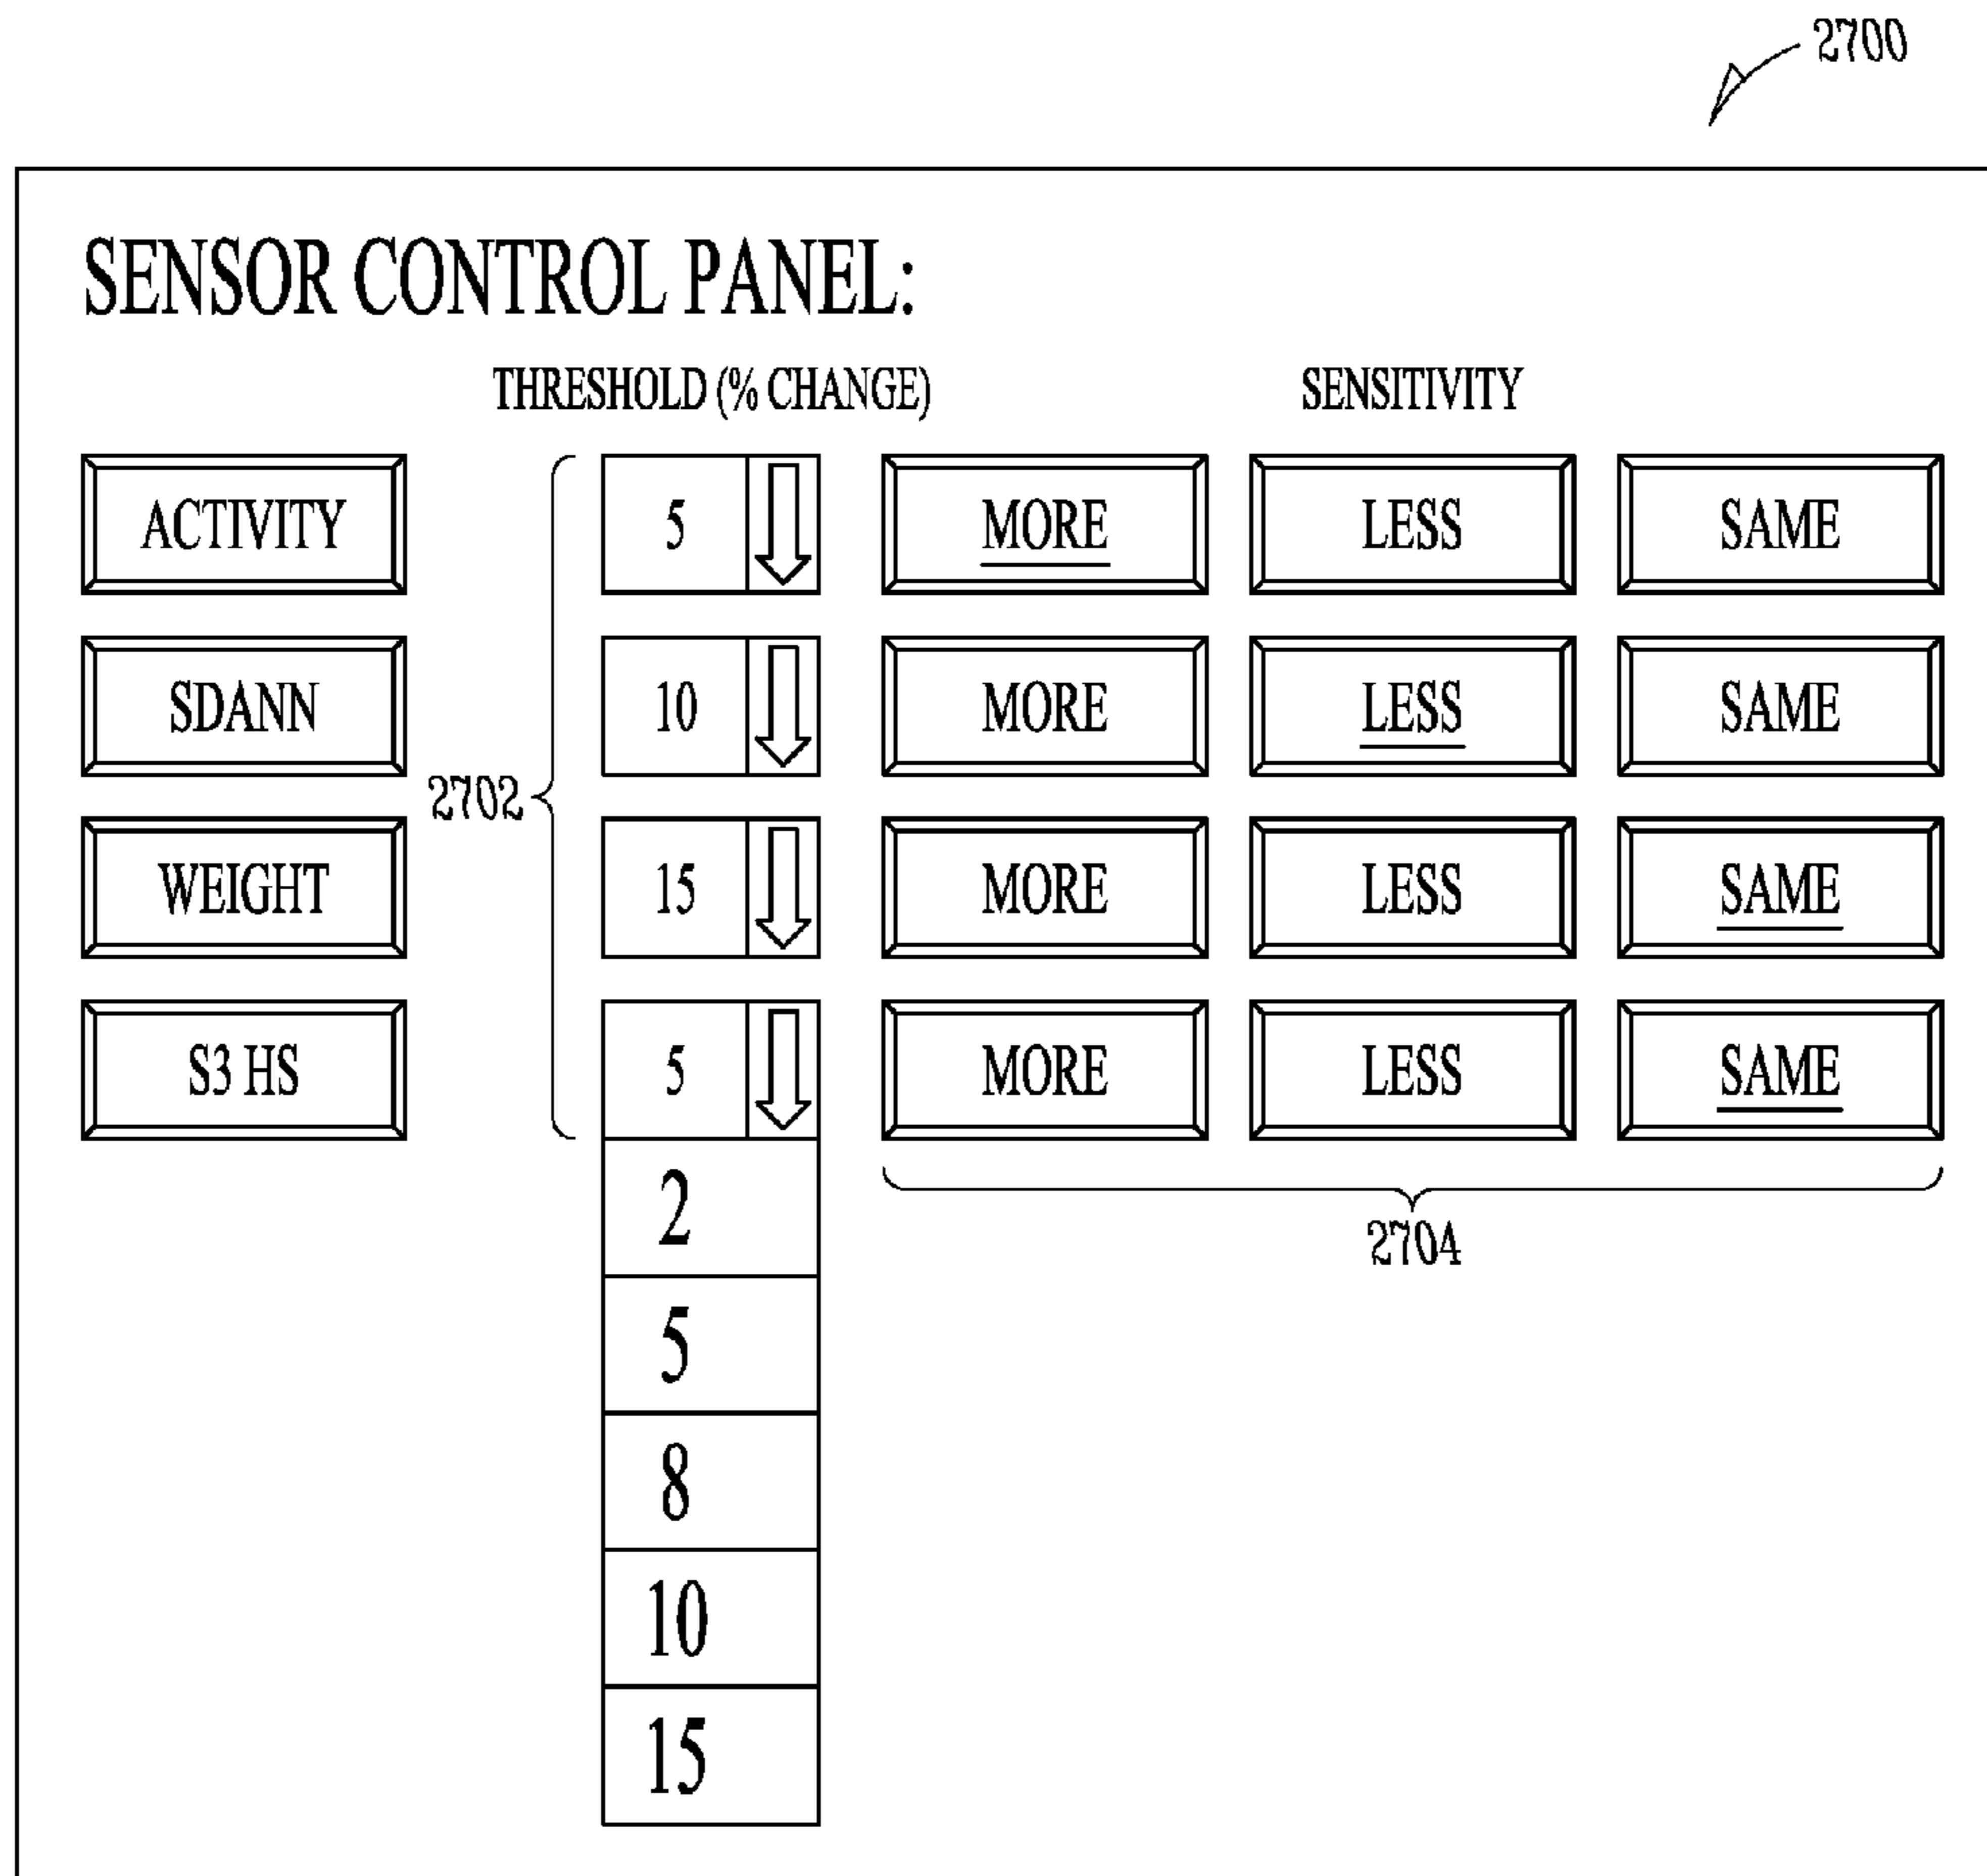 2700
SENSOR CONTROL PANEL:
THRESHOLD (% CHANGE) SENSITIVITY
ACTIVITY 5 MORE LESS SAME
SDANN 10 MORE LESS SAME
2702
WEIGHT 15 MORE LESS SAME
S3 HS 5 MORE LESS SAME
2
2704
5
8
10
15